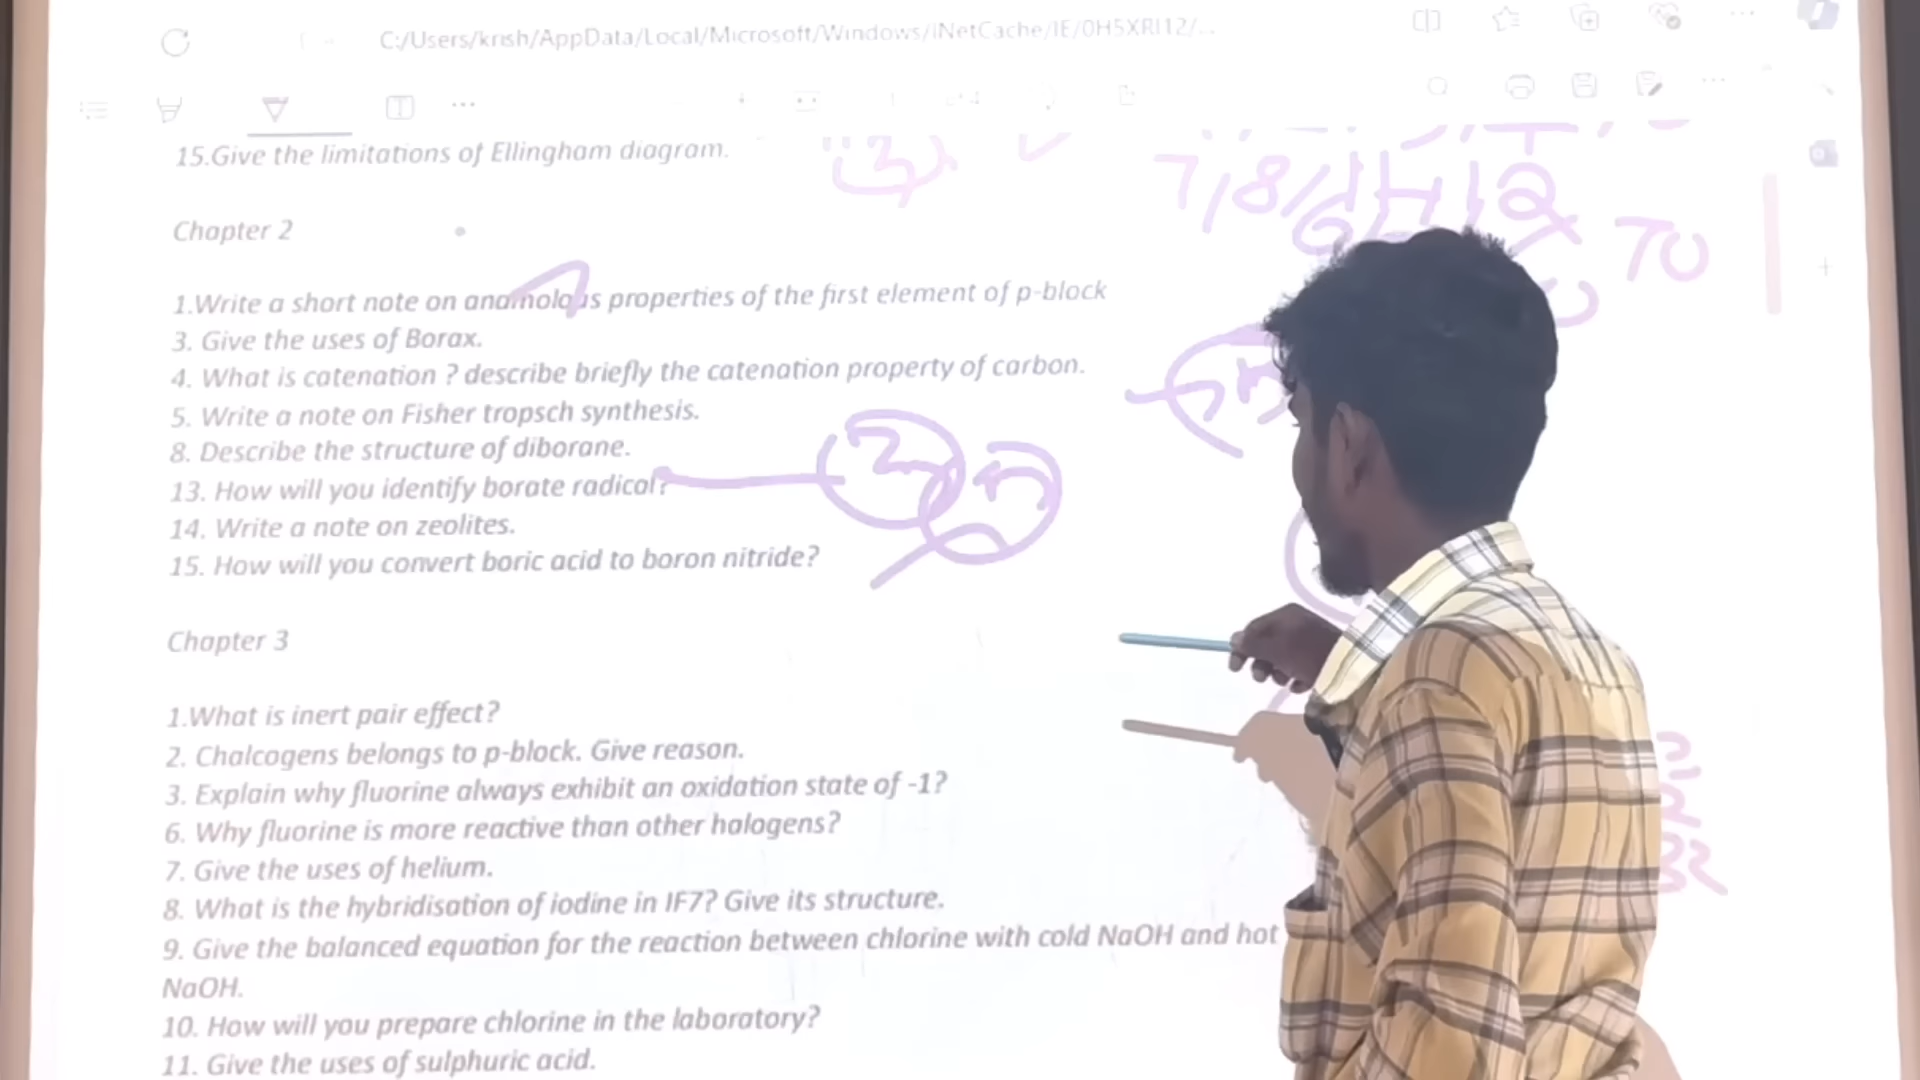 C:/Users/krish/AppData/Local/Microsoft/Windows/INetCache/IE/0H5XRI12/...
15.Give the limitations of Ellingham diagram.
(3)
7/8/
70
Chapter 2
1.Write a short note on anamolous properties of the first element of p-block
3. Give the uses of Borax.
4. What is catenation ? describe briefly the catenation property of carbon.
5. Write a note on Fisher tropsch synthesis.
8. Describe the structure of diborane.
13. How will you identify borate radical?
14. Write a note on zeolites.
15. How will you convert boric acid to boron nitride?
Chapter 3
1.What is inert pair effect?
2. Chalcogens belongs to p-block. Give reason.
3. Explain why fluorine always exhibit an oxidation state of -1?
6. Why fluorine is more reactive than other halogens?
7. Give the uses of helium.
8. What is the hybridisation of iodine in IF7? Give its structure.
9. Give the balanced equation for the reaction between chlorine with cold NaOH and hot
NaOH.
10. How will you prepare chlorine in the laboratory?
11. Give the uses of sulphuric acid.